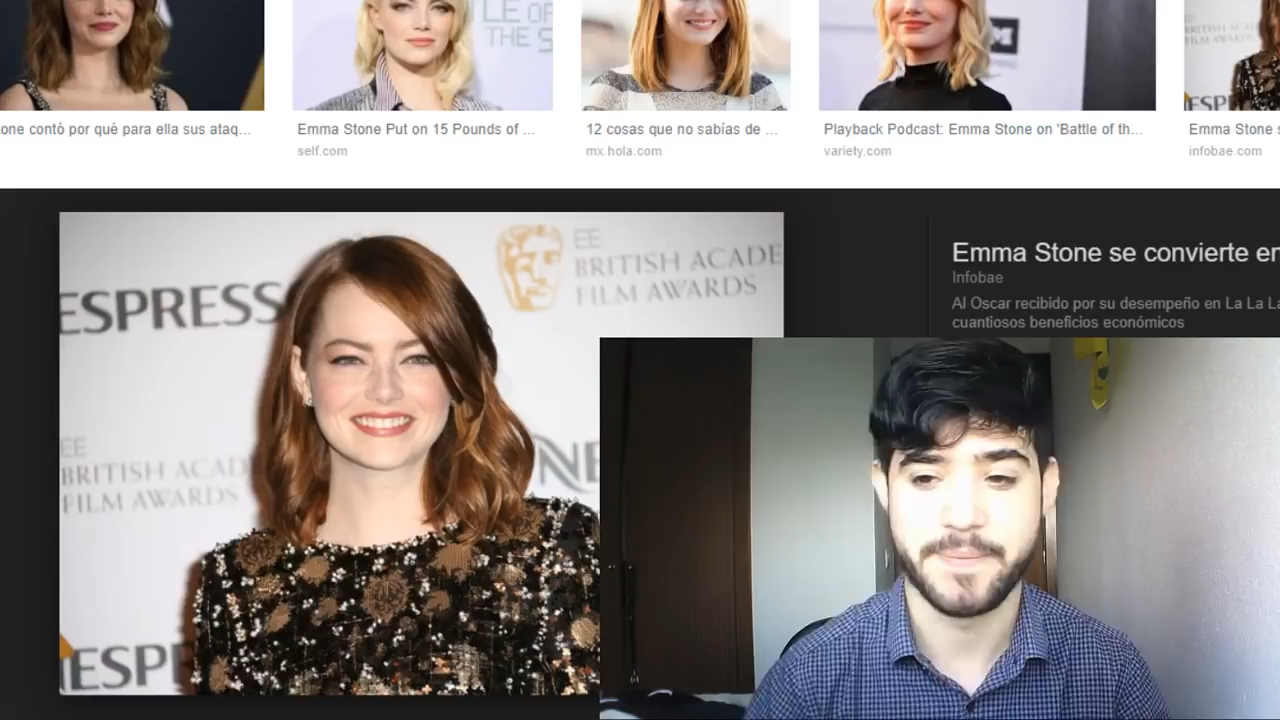 LE OF
THE S
tone contó por qué para ella sus ataq...
Emma Stone Put on 15 Pounds of ...
self.com
12 cosas que no sabías de ...
mx.hola.com
Playback Podcast: Emma Stone on 'Battle of th...
variety.com
Emma Stone s
infobae.com
EE
BRITISH ACADE
FILM AWARDS
ESPRESS
EE
BRITISH ACAD
FILM AWARDS
NE
NESPR
Emma Stone se convierte en
Infobae
Al Oscar recibido por su desempeño en La La La
cuantiosos beneficios económicos